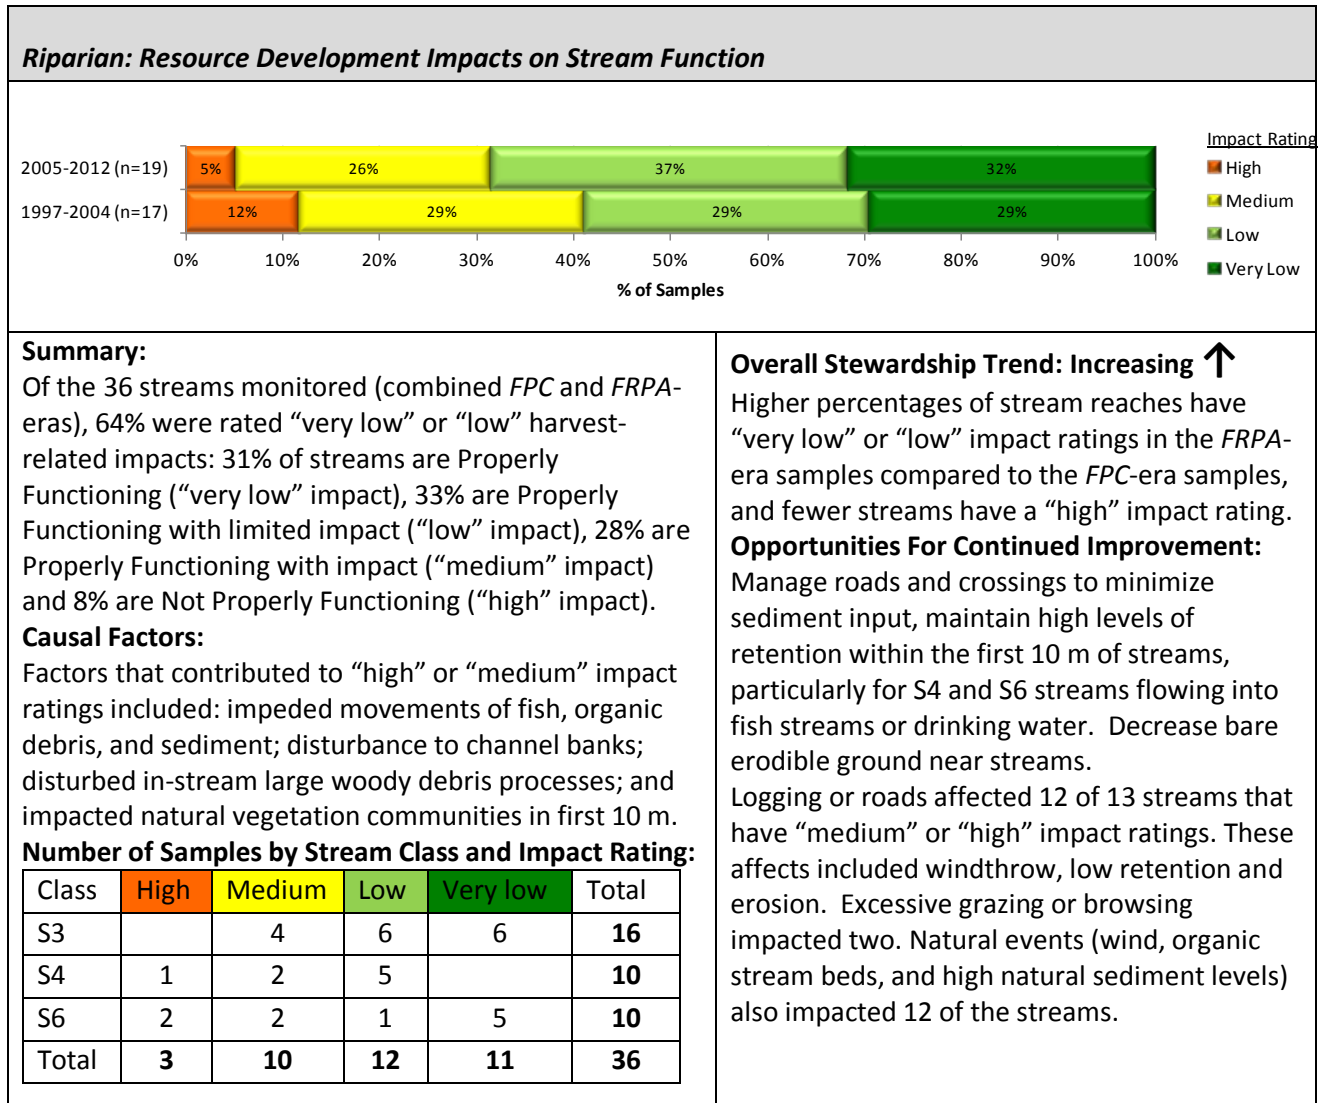 Riparian: Resource Development Impacts on Stream Function
Impact Rating
2005-2012 (n=19) 5% 26% 37% 32%
1997-2004 (n=17) 12% 29% 29% 29%
High
Medium
Low
Very Low
0% 10% 20% 30% 40% 50% 60% 70% 80% 90% 100%
% of Samples
Summary:
Of the 36 streams monitored (combined FPC and FRPA-
eras), 64% were rated “very low” or “low” harvest-
related impacts: 31% of streams are Properly
Functioning (“very low” impact), 33% are Properly
Functioning with limited impact (“low” impact), 28% are
Properly Functioning with impact (“medium” impact)
and 8% are Not Properly Functioning (“high” impact).
Causal Factors:
Factors that contributed to “high” or “medium” impact
ratings included: impeded movements of fish, organic
debris, and sediment; disturbance to channel banks;
disturbed in-stream large woody debris processes; and
impacted natural vegetation communities in first 10 m.
Number of Samples by Stream Class and Impact Rating:
Class High Medium Low Very low Total
S3 4 6 6 16
S4 1 2 5 10
S6 2 2 1 5 10
Total 3 10 12 11 36
Overall Stewardship Trend: Increasing ↑
Higher percentages of stream reaches have
“very low” or “low” impact ratings in the FRPA-
era samples compared to the FPC-era samples,
and fewer streams have a “high” impact rating.
Opportunities For Continued Improvement:
Manage roads and crossings to minimize
sediment input, maintain high levels of
retention within the first 10 m of streams,
particularly for S4 and S6 streams flowing into
fish streams or drinking water. Decrease bare
erodible ground near streams.
Logging or roads affected 12 of 13 streams that
have “medium” or “high” impact ratings. These
affects included windthrow, low retention and
erosion. Excessive grazing or browsing
impacted two. Natural events (wind, organic
stream beds, and high natural sediment levels)
also impacted 12 of the streams.